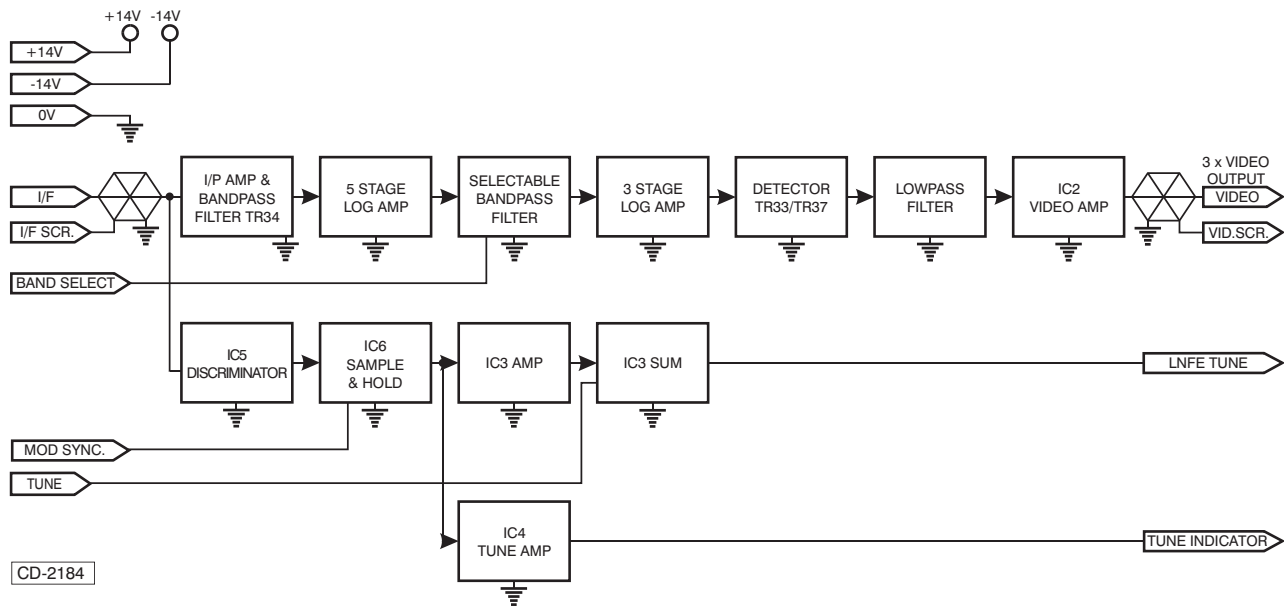 +14V -14V
+14V
-14V
0V
3 x VIDEO
OUTPUT
I/F
I/P AMP &
BANDPASS
FILTER TR34
5 STAGE
LOG AMP
SELECTABLE
BANDPASS
FILTER
3 STAGE
LOG AMP
DETECTOR
TR33/TR37
LOWPASS
FILTER
IC2
VIDEO AMP
VIDEO
I/F SCR.
VID.SCR.
BAND SELECT
IC5
DISCRIMINATOR
IC6
SAMPLE
& HOLD
IC3 AMP
IC3 SUM
LNFE TUNE
MOD SYNC.
TUNE
IC4
TUNE AMP
TUNE INDICATOR
CD-2184